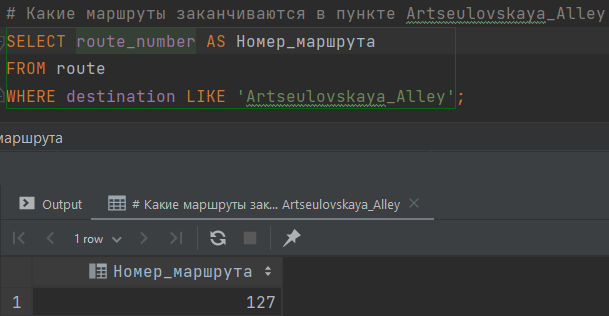 # Какие маршруты заканчиваются в пункте Artseulovskaya_Alley
SELECT route_number AS Номер_маршрута
FROM route
WHERE destination LIKE 'Artseulovskaya_Alley';
маршрута
Output # Какие маршруты зак... Artseulovskaya_Alley
1 row
Номер_маршрута
1 127